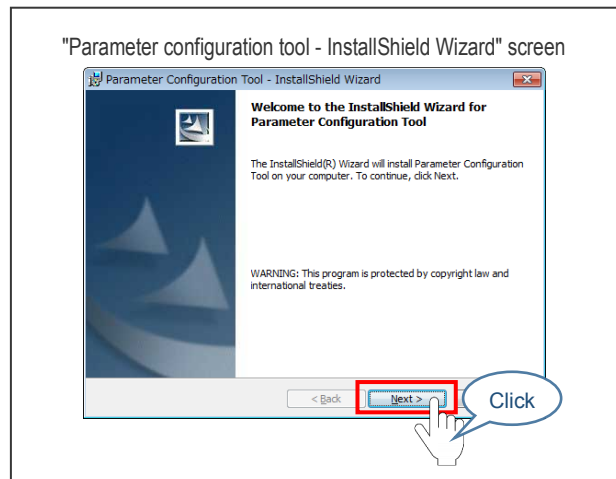 "Parameter configuration tool - InstallShield Wizard" screen
Parameter Configuration Tool - InstallShield Wizard
Welcome to the InstallShield Wizard for
Parameter Configuration Tool
The InstallShield(R) Wizard will install Parameter Configuration
Tool on your computer. To continue, click Next.
WARNING: This program is protected by copyright law and
international treaties.
< Back
Next >
Click